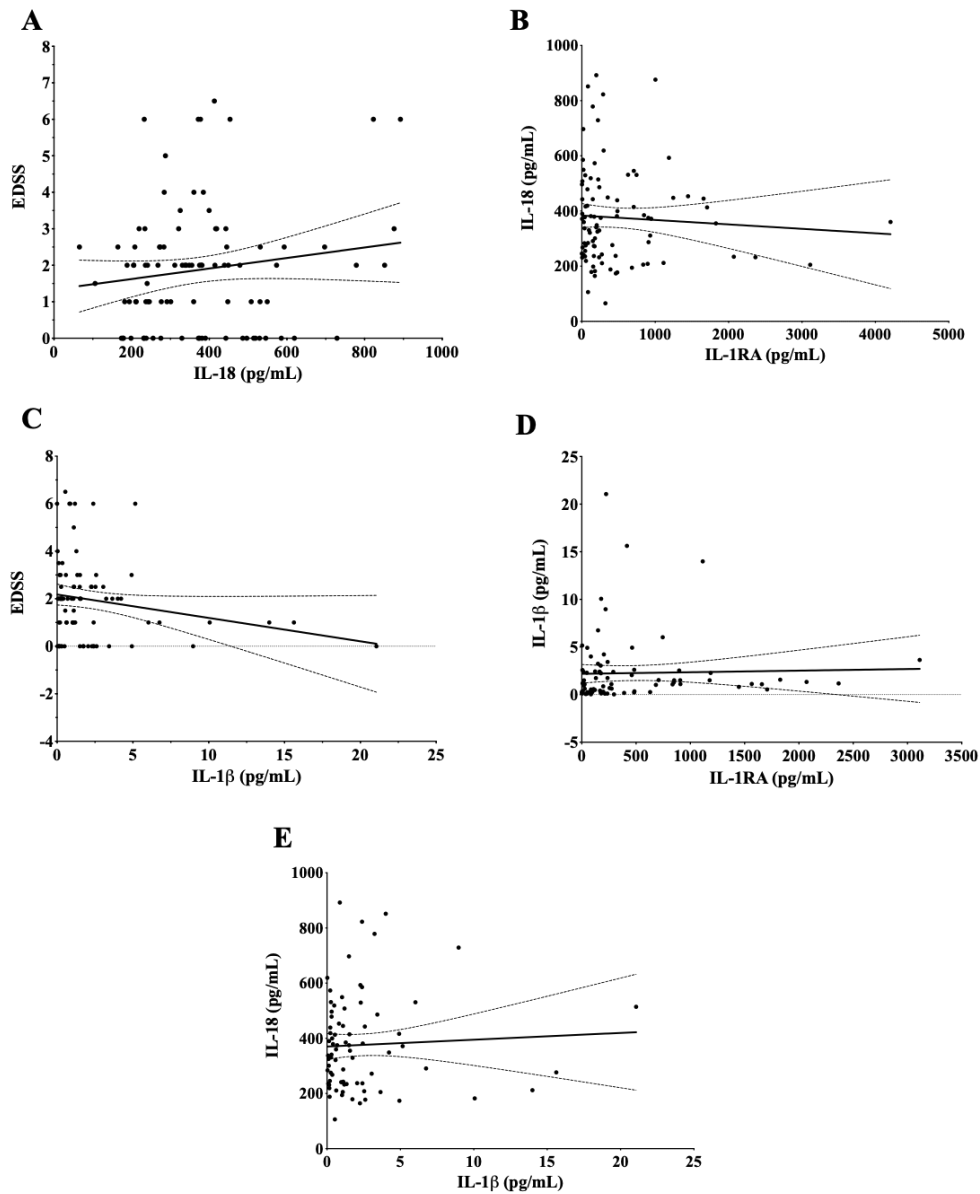 A
8
7
6
5
4
3
2
1
0
EDSS
0 200 400 600 800 1000
IL-18 (pg/mL)
B
1000
800
600
400
200
0
IL-18 (pg/mL)
0 1000 2000 3000 4000 5000
IL-1RA (pg/mL)
C
8
6
4
2
0
-2
-4
EDSS
0 5 10 15 20 25
IL-1β (pg/mL)
D
25
20
15
10
5
0
-5
IL-1β (pg/mL)
0 500 1000 1500 2000 2500 3000 3500
IL-1RA (pg/mL)
E
1000
800
600
400
200
0
IL-18 (pg/mL)
0 5 10 15 20 25
IL-1β (pg/mL)